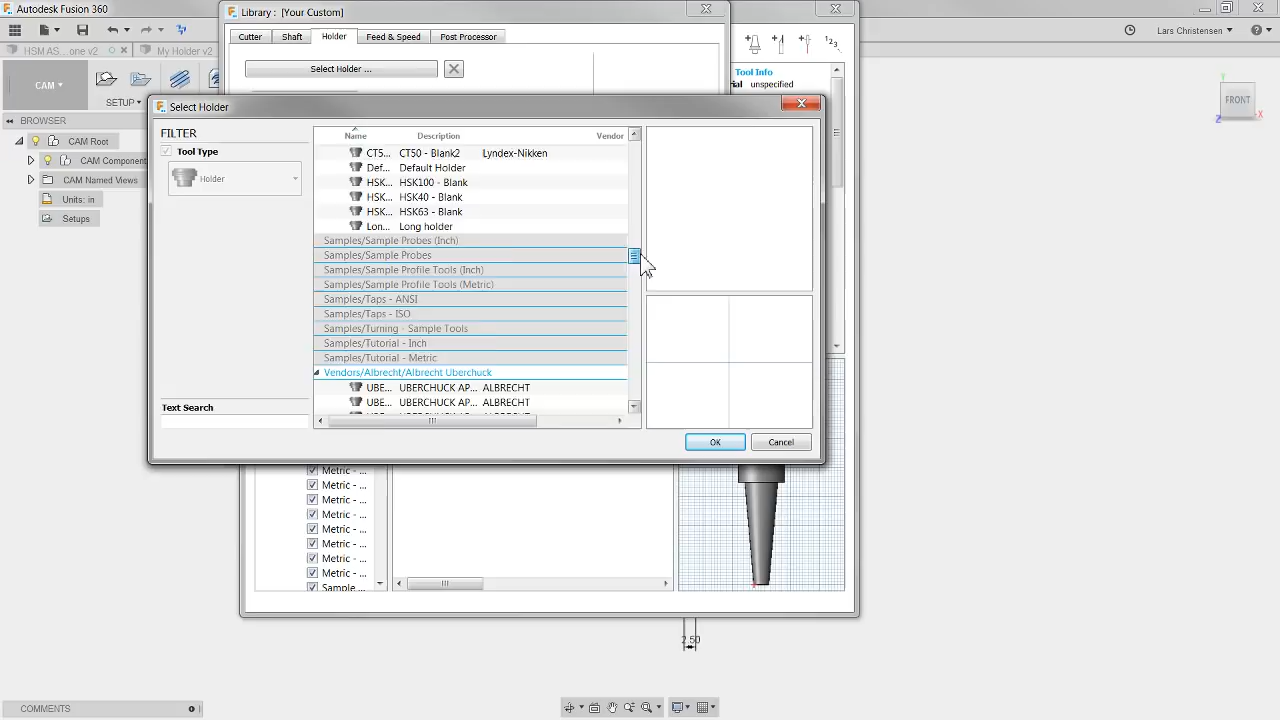 Autodesk Fusion 360
Library : [Your Custom]
HSM AS... one v2
My Holder v2
Lars Christensen
Cutter Shaft Holder Feed & Speed Post Processor
Select Holder ...
Tool Info
unspecified
CAM
SETUP
FRONT
BROWSER
CAM Root
CAM Component
CAM Named Views
Units: in
Setups
Select Holder
FILTER
Tool Type
Holder
Text Search
Name Description Vendor
CT5... CT50 - Blank2 Lyndex-Nikken
Def... Default Holder
HSK... HSK100 - Blank
HSK... HSK40 - Blank
HSK... HSK63 - Blank
Lon... Long holder
Samples/Sample Probes (Inch)
Samples/Sample Probes
Samples/Sample Profile Tools (Inch)
Samples/Sample Profile Tools (Metric)
Samples/Taps - ANSI
Samples/Taps - ISO
Samples/Turning - Sample Tools
Samples/Tutorial - Inch
Samples/Tutorial - Metric
Vendors/Albrecht/Albrecht Uberchuck
UBE... UBERCHUCK AP... ALBRECHT
UBE... UBERCHUCK AP... ALBRECHT
OK Cancel
Metric - ...
Metric - ...
Metric - ...
Metric - ...
Metric - ...
Metric - ...
Metric - ...
Metric - ...
Sample ...
2.50
COMMENTS